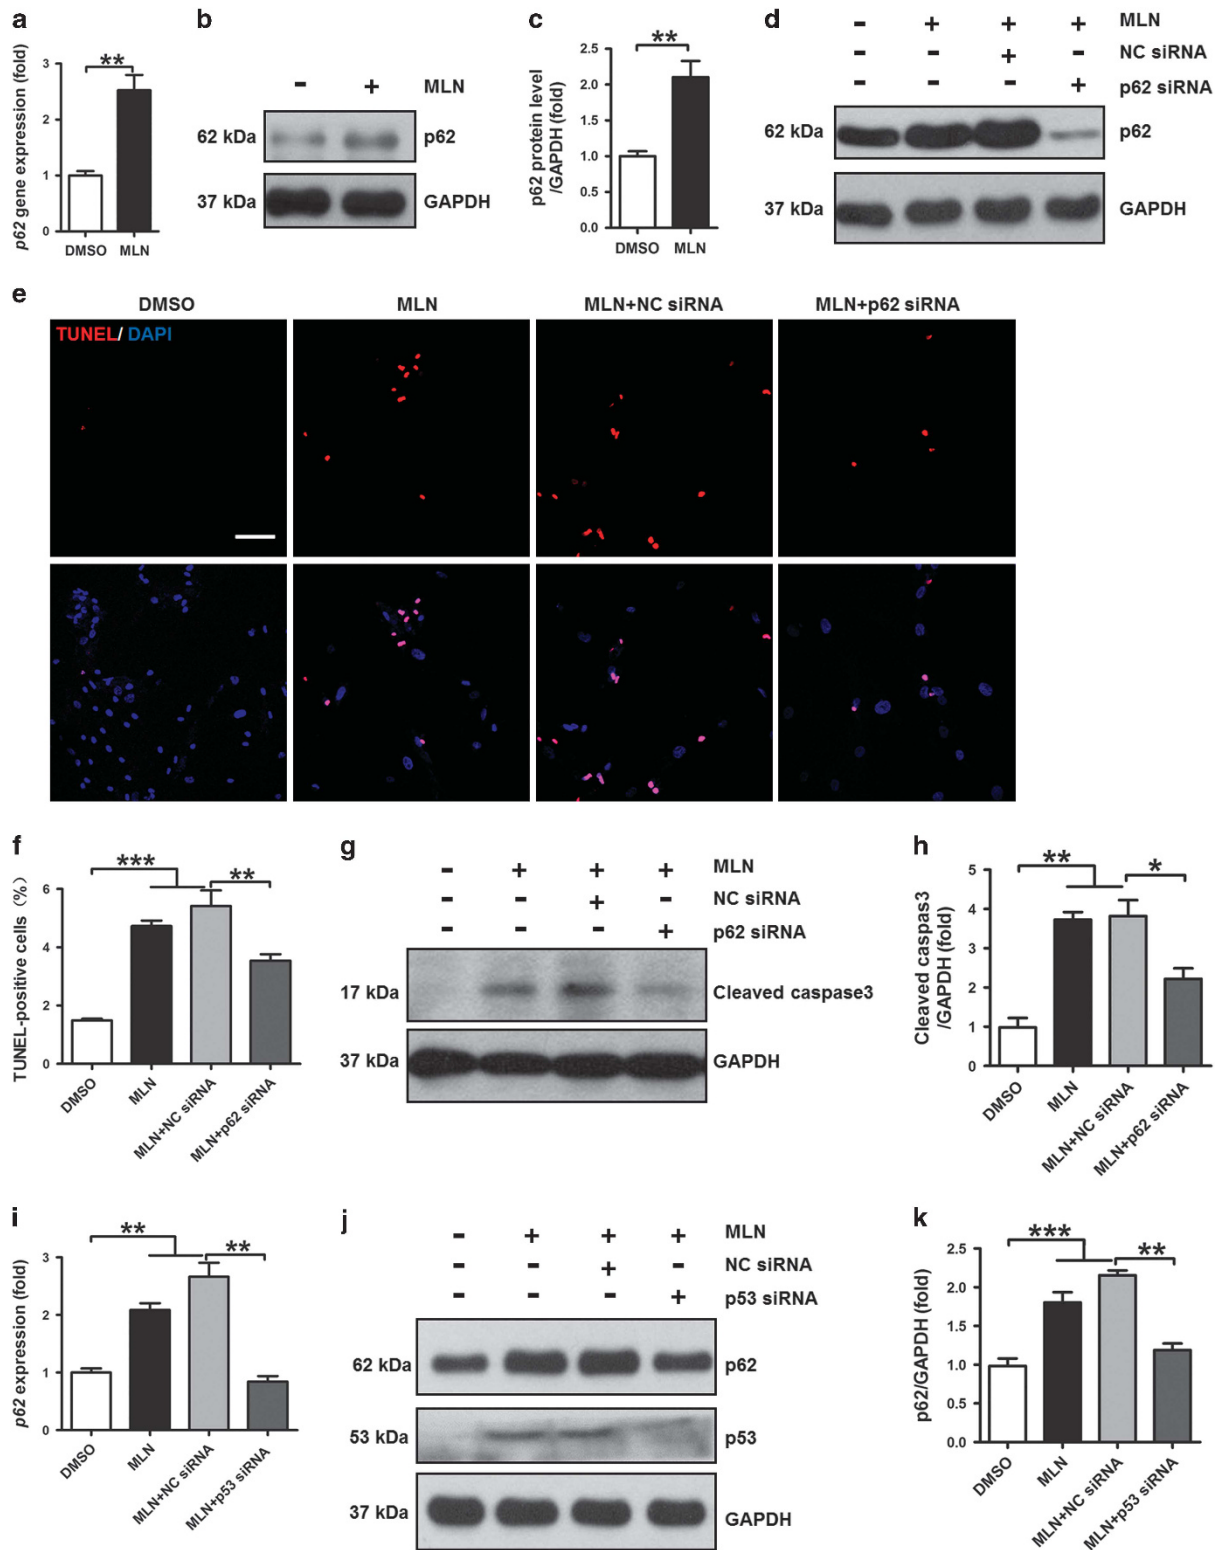 a
p62 gene expression (fold)
3
2
1
0
**
DMSO MLN
b
- + MLN
62 kDa p62
37 kDa GAPDH
c
p62 protein level
/GAPDH (fold)
2.5
2.0
1.5
1.0
0.5
0.0
**
DMSO MLN
d
- + + + MLN
- - + - NC siRNA
- - - + p62 siRNA
62 kDa p62
37 kDa GAPDH
e
DMSO MLN MLN+NC siRNA MLN+p62 siRNA
TUNEL/ DAPI
f
TUNEL-positive cells (%)
6
4
2
0
*** **
DMSO MLN MLN+NC siRNA MLN+p62 siRNA
g
- + + + MLN
- - + - NC siRNA
- - - + p62 siRNA
17 kDa Cleaved caspase3
37 kDa GAPDH
h
Cleaved caspas3
/GAPDH (fold)
5
4
3
2
1
0
** *
DMSO MLN MLN+NC siRNA MLN+p62 siRNA
i
p62 expression (fold)
3
2
1
0
** **
DMSO MLN MLN+NC siRNA MLN+p53 siRNA
j
- + + + MLN
- - + - NC siRNA
- - - + p53 siRNA
62 kDa p62
53 kDa p53
37 kDa GAPDH
k
p62/GAPDH (fold)
2.5
2.0
1.5
1.0
0.5
0.0
*** **
DMSO MLN MLN+NC siRNA MLN+p53 siRNA